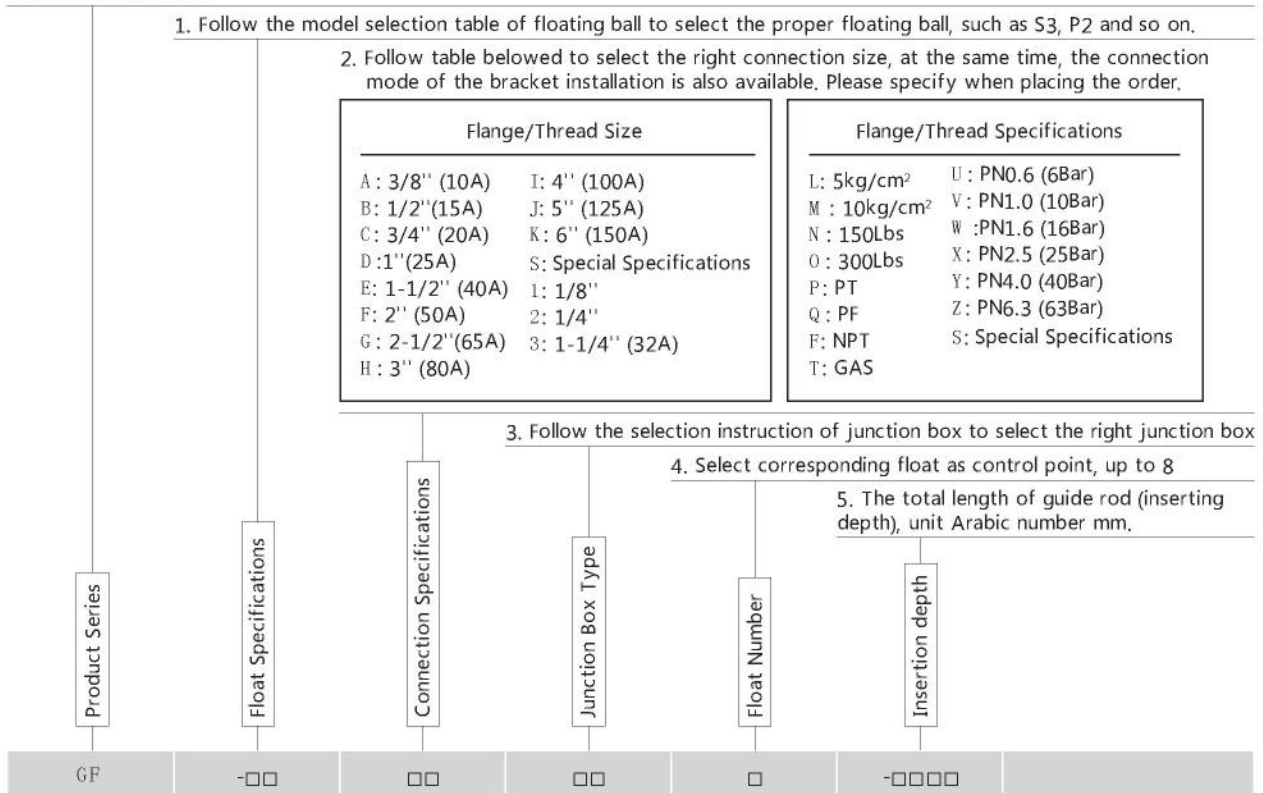 1. Follow the model selection table of floating ball to select the proper floating ball, such as S3, P2 and so on.
2. Follow table belowed to select the right connection size, at the same time, the connection
mode of the bracket installation is also available. Please specify when placing the order.
Flange/Thread Size
A: 3/8'' (10A)
B: 1/2''(15A)
C: 3/4'' (20A)
D:1''(25A)
E: 1-1/2'' (40A)
F: 2'' (50A)
G: 2-1/2''(65A)
H: 3'' (80A)
I: 4'' (100A)
J: 5'' (125A)
K: 6'' (150A)
S: Special Specifications
1: 1/8''
2: 1/4''
3: 1-1/4'' (32A)
Flange/Thread Specifications
L: 5kg/cm²
M: 10kg/cm²
N: 150Lbs
O: 300Lbs
P: PT
Q: PF
F: NPT
T: GAS
U: PN0.6 (6Bar)
V: PN1.0 (10Bar)
W :PN1.6 (16Bar)
X: PN2.5 (25Bar)
Y: PN4.0 (40Bar)
Z: PN6.3 (63Bar)
S: Special Specifications
3. Follow the selection instruction of junction box to select the right junction box
4. Select corresponding float as control point, up to 8
5. The total length of guide rod (inserting
depth), unit Arabic number mm.
Product Series
Float Specifications
Connection Specifications
Junction Box Type
Float Number
Insertion depth
GF -□□ □□ □□ □ -□□□□